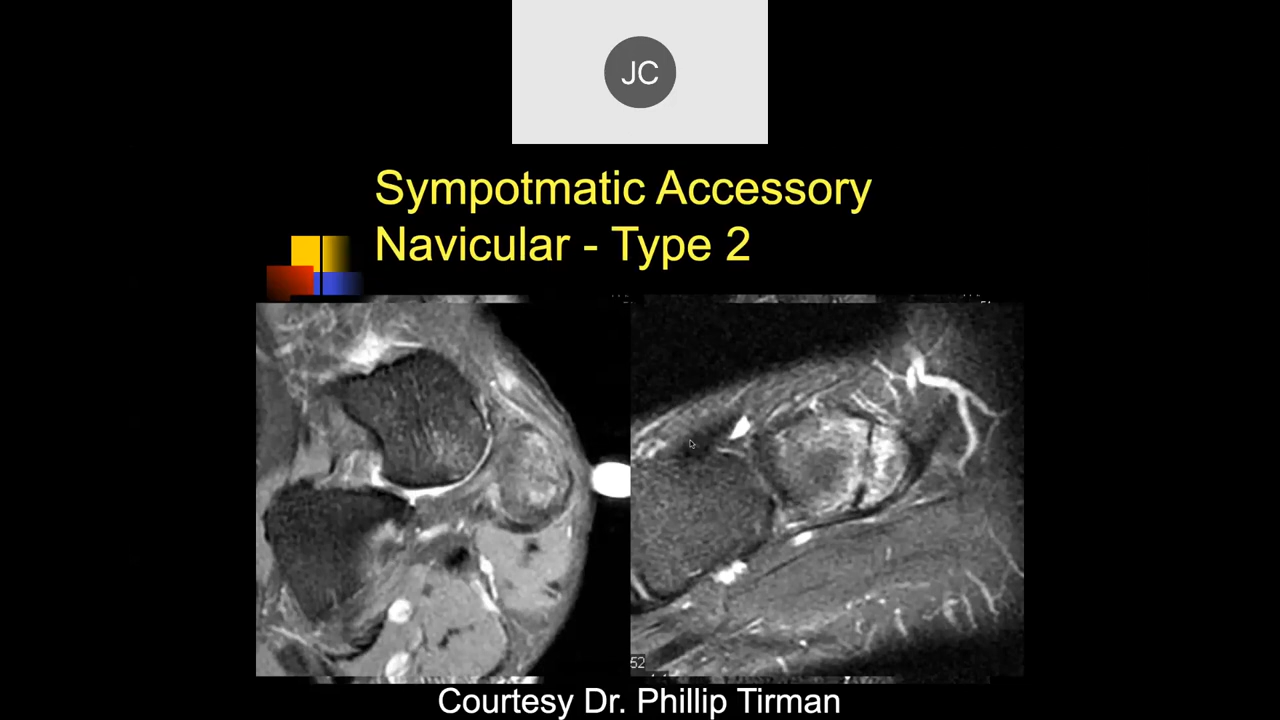 JC
Sympotmatic Accessory
Navicular - Type 2
52
Courtesy Dr. Phillip Tirman